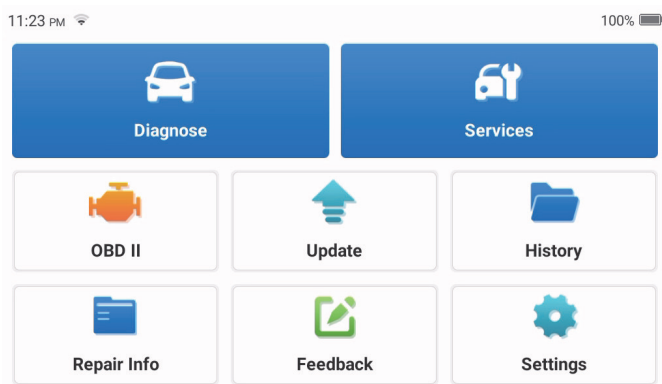 11:23 PM 100%
Diagnose Services
OBD II Update History
Repair Info Feedback Settings